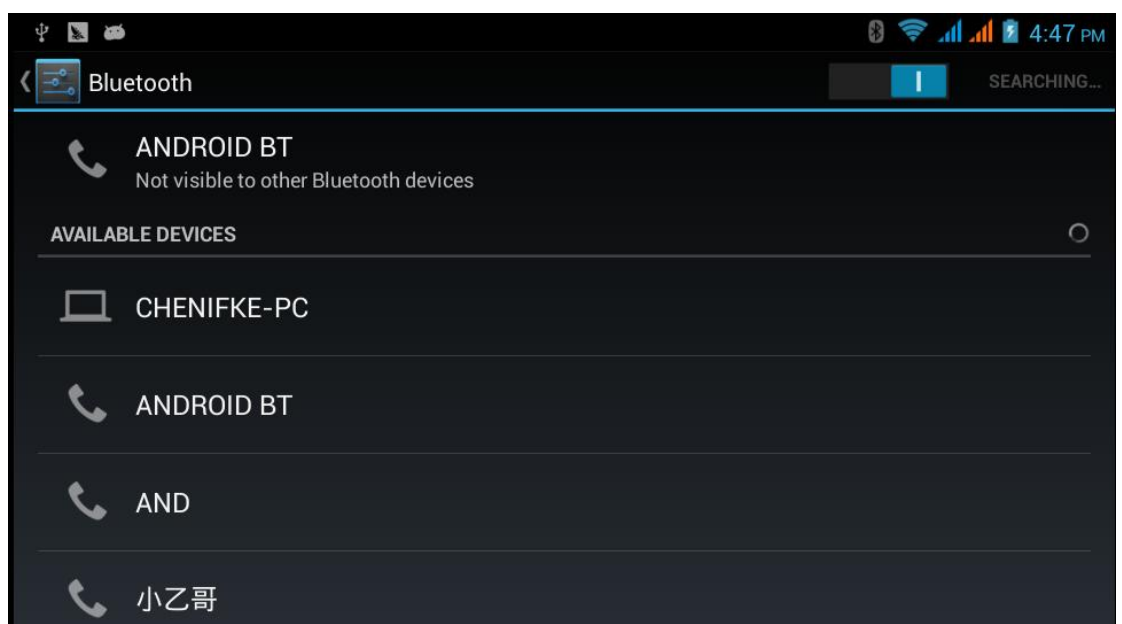 4:47 PM
Bluetooth
SEARCHING...
ANDROID BT
Not visible to other Bluetooth devices
AVAILABLE DEVICES
CHENIFKE-PC
ANDROID BT
AND
小乙哥